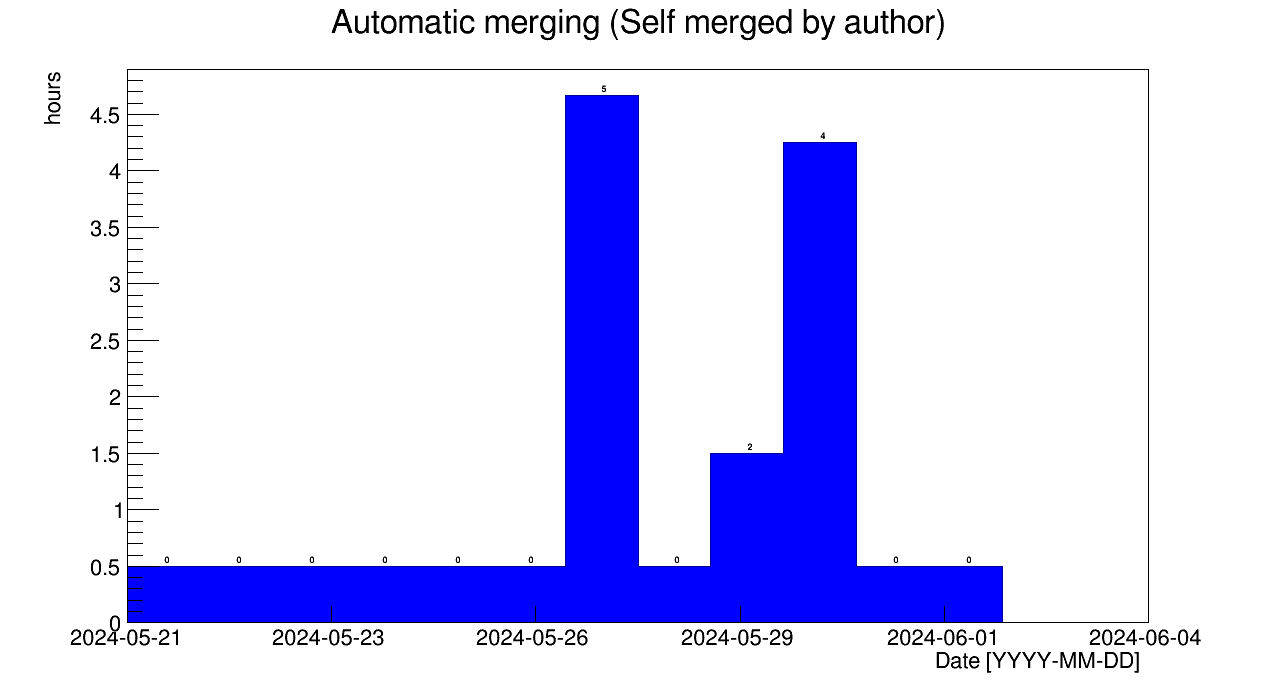 Automatic merging (Self merged by author)
hours
4.5
4
3.5
3
2.5
2
1.5
1
0.5
0
5
4
2
0 0 0 0 0 0 0 0 0
2024-05-21 2024-05-23 2024-05-26 2024-05-29 2024-06-01 2024-06-04
Date [YYYY-MM-DD]